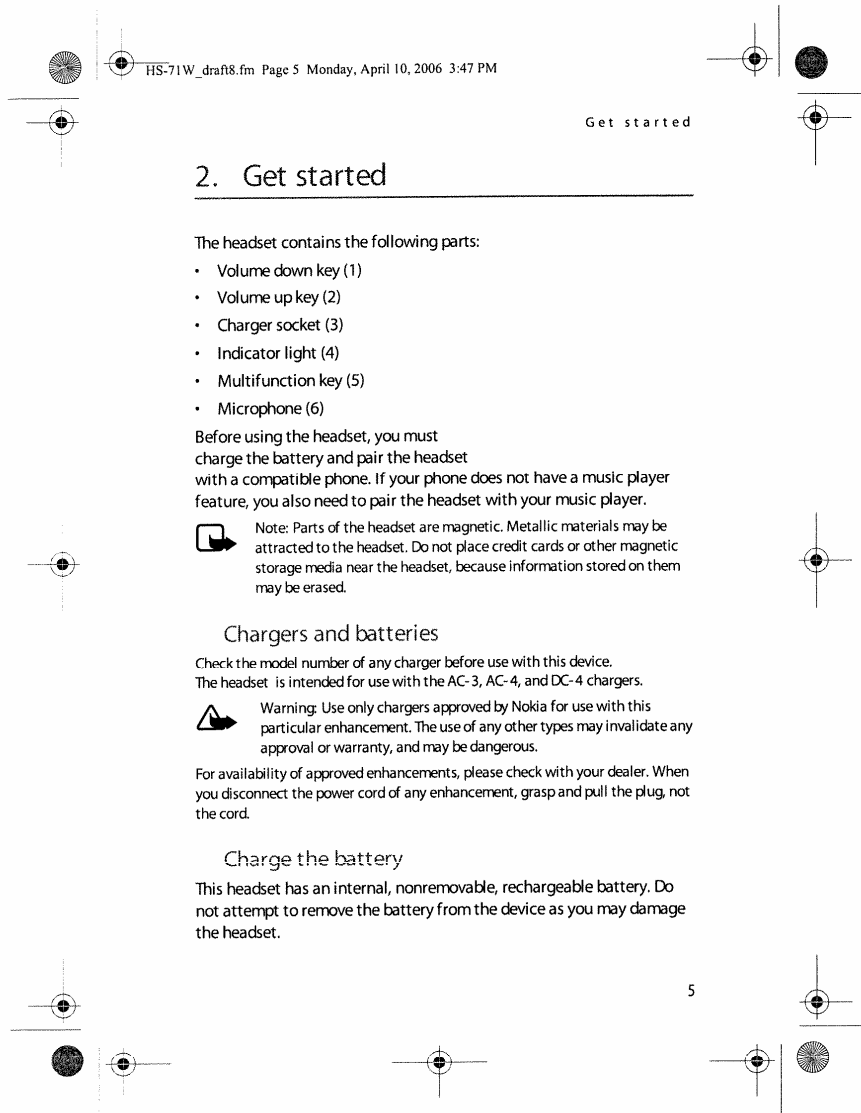 HS-71W_draft8.fm Page 5 Monday, April 10, 2006 3:47 PM
Get started
2. Get started
The headset contains the following parts:
• Volume down key (1)
• Volume up key (2)
• Charger socket (3)
• Indicator light (4)
• Multifunction key (5)
• Microphone (6)
Before using the headset, you must
charge the battery and pair the headset
with a compatible phone. If your phone does not have a music player
feature, you also need to pair the headset with your music player.
Note: Parts of the headset are magnetic. Metallic materials may be
attracted to the headset. Do not place credit cards or other magnetic
storage media near the headset, because information stored on them
may be erased.
Chargers and batteries
Check the model number of any charger before use with this device.
The headset is intended for use with the AC-3, AC-4, and DC-4 chargers.
Warning: Use only chargers approved by Nokia for use with this
particular enhancement. The use of any other types may invalidate any
approval or warranty, and may be dangerous.
For availability of approved enhancements, please check with your dealer. When
you disconnect the power cord of any enhancement, grasp and pull the plug, not
the cord.
Charge the battery
This headset has an internal, nonremovable, rechargeable battery. Do
not attempt to remove the battery from the device as you may damage
the headset.
5